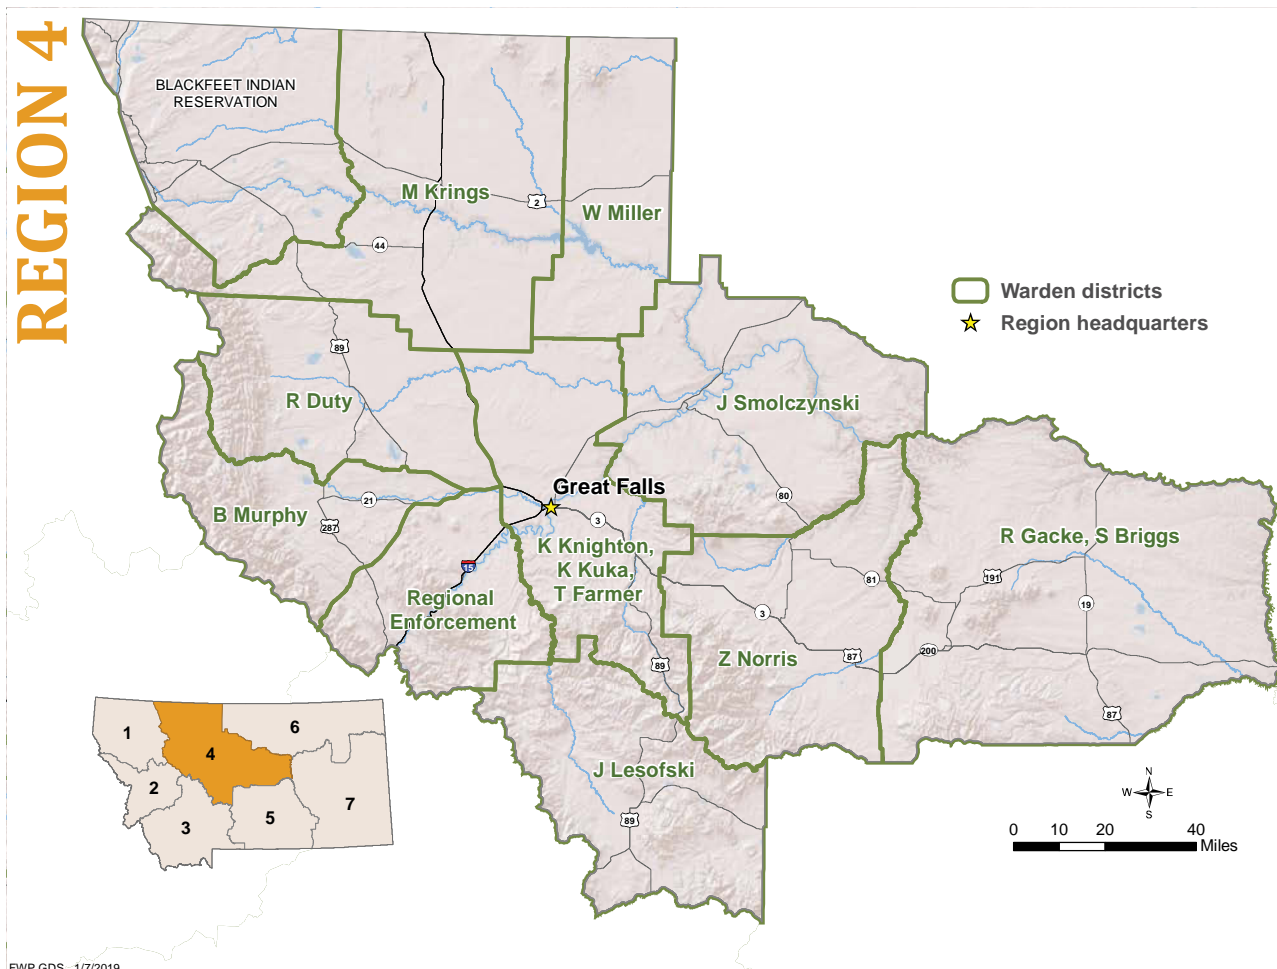 REGION 4
BLACKFEET INDIAN
RESERVATION
M Krings
2
W Miller
44
Warden districts
Region headquarters
89
R Duty
J Smolczynski
Great Falls
21
B Murphy
287
3
80
K Knighton,
K Kuka,
T Farmer
R Gacke, S Briggs
15
191
81
19
Regional
Enforcement
3
87
200
89
Z Norris
87
J Lesofski
89
1
4
6
2
3
5
7
N
W
E
S
0 10 20 40
Miles
FWP GDS 1/7/2019